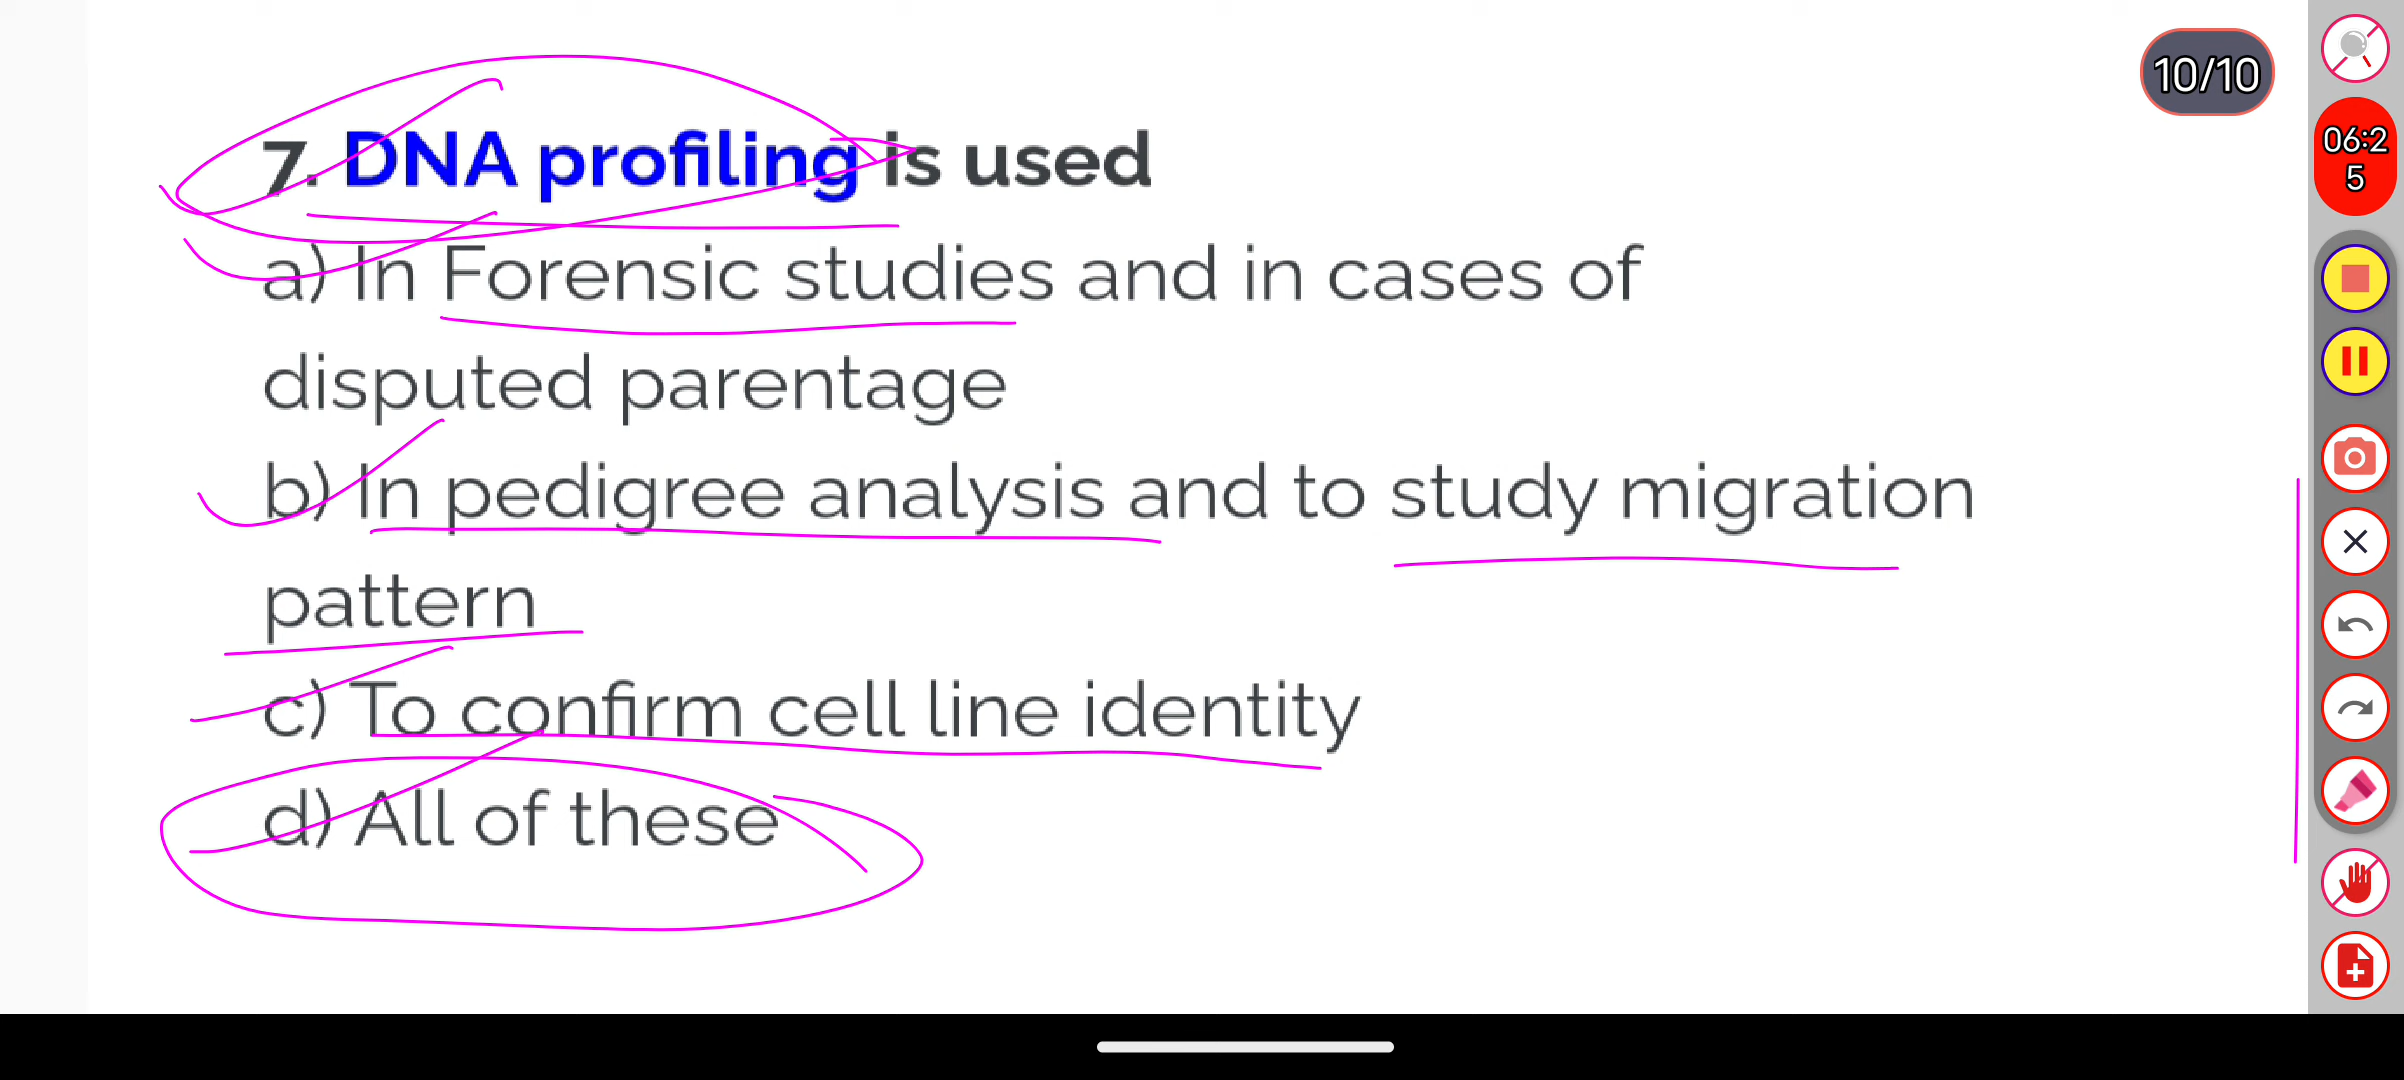 10/10
06:2
5
7. DNA profiling is used
a) In Forensic studies and in cases of
disputed parentage
b) In pedigree analysis and to study migration
pattern
c) To confirm cell line identity
d) All of these